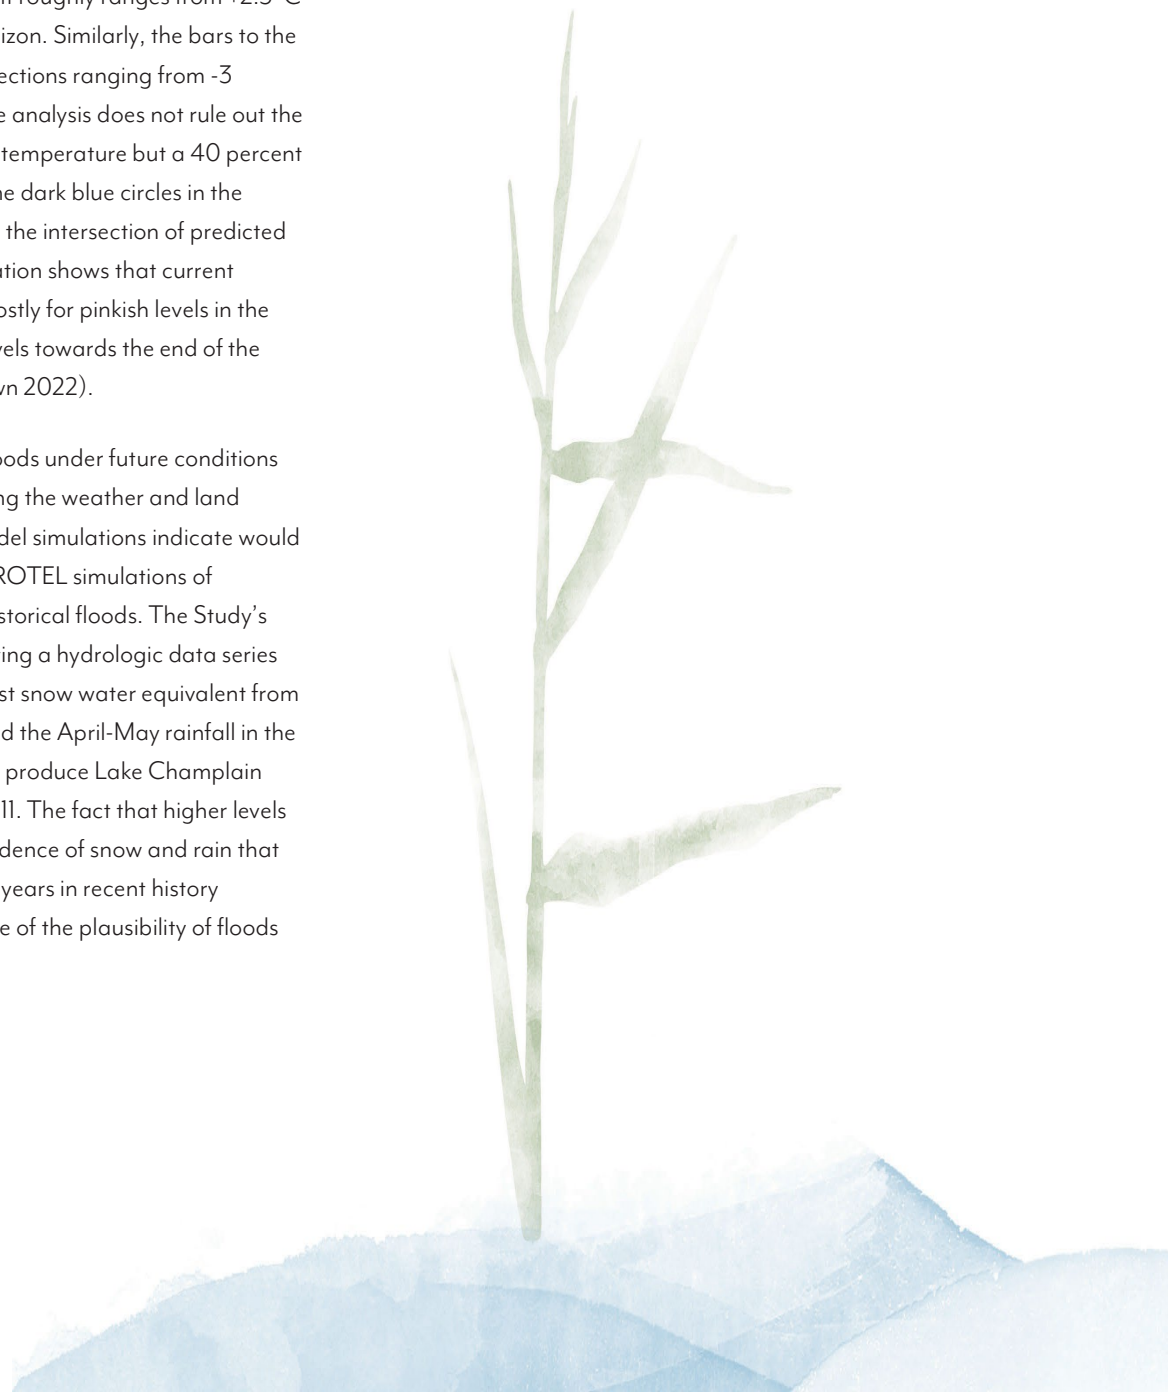 roughly ranges from +2.5°C
izon. Similarly, the bars to the
ections ranging from -3
e analysis does not rule out the
temperature but a 40 percent
he dark blue circles in the
the intersection of predicted
ation shows that current
ostly for pinkish levels in the
vels towards the end of the
wn 2022).
oods under future conditions
ng the weather and land
del simulations indicate would
ROTEL simulations of
storical floods. The Study's
ing a hydrologic data series
st snow water equivalent from
d the April-May rainfall in the
produce Lake Champlain
11. The fact that higher levels
dence of snow and rain that
years in recent history
e of the plausibility of floods